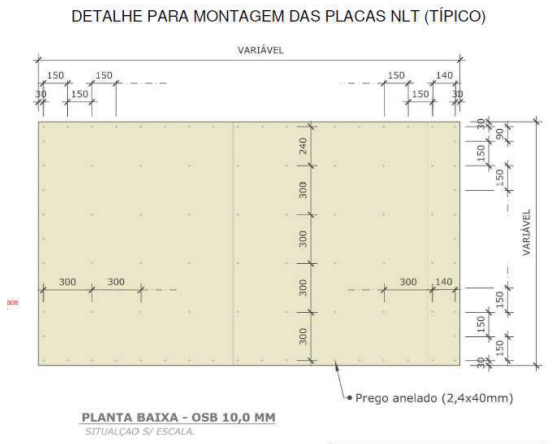 DETALHE PARA MONTAGEM DAS PLACAS NLT (TÍPICO)
VARIÁVEL
150 150 150 140
30 150 150 30
30
90
240
150
150
300
VARIÁVEL
300
300
300 300 300 140
150
300
150
150
30
Prego anelado (2,4x40mm)
PLANTA BAIXA - OSB 10,0 MM
SITUALÇAO S/ ESCALA.